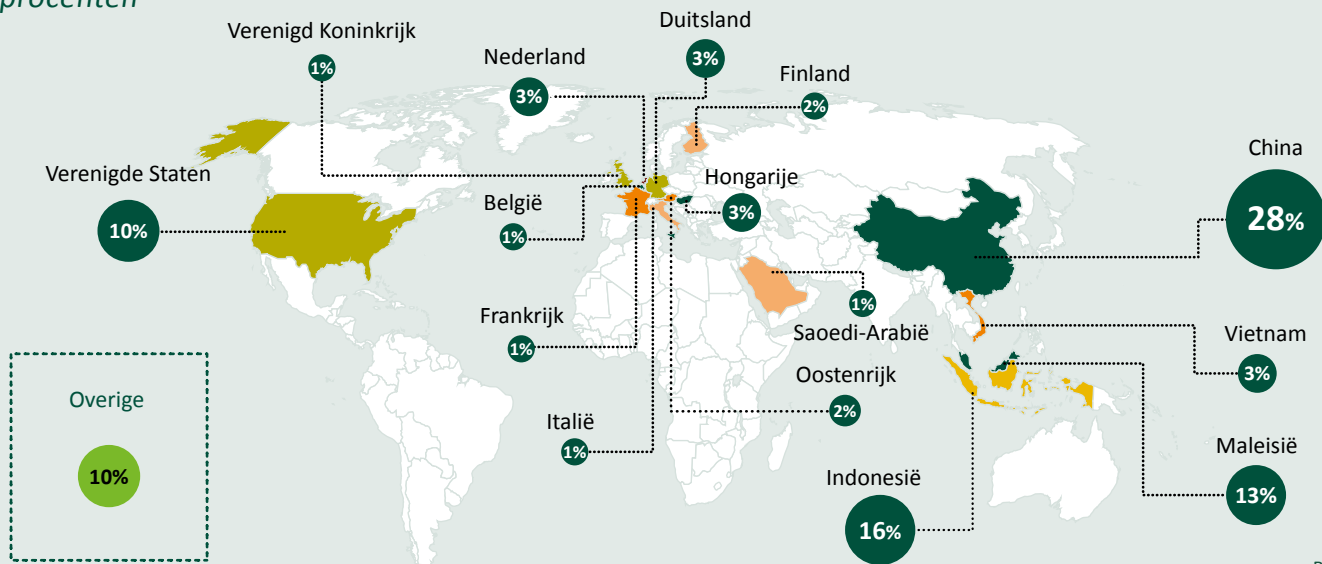 procenten
Verenigd Koninkrijk
1%
Nederland
3%
Duitsland
3%
Finland
2%
Verenigde Staten
10%
België
1%
Hongarije
3%
China
28%
Frankrijk
1%
1%
Saoedi-Arabië
Vietnam
3%
Overige
10%
Italië
1%
Oostenrijk
2%
Indonesië
16%
Maleisië
13%